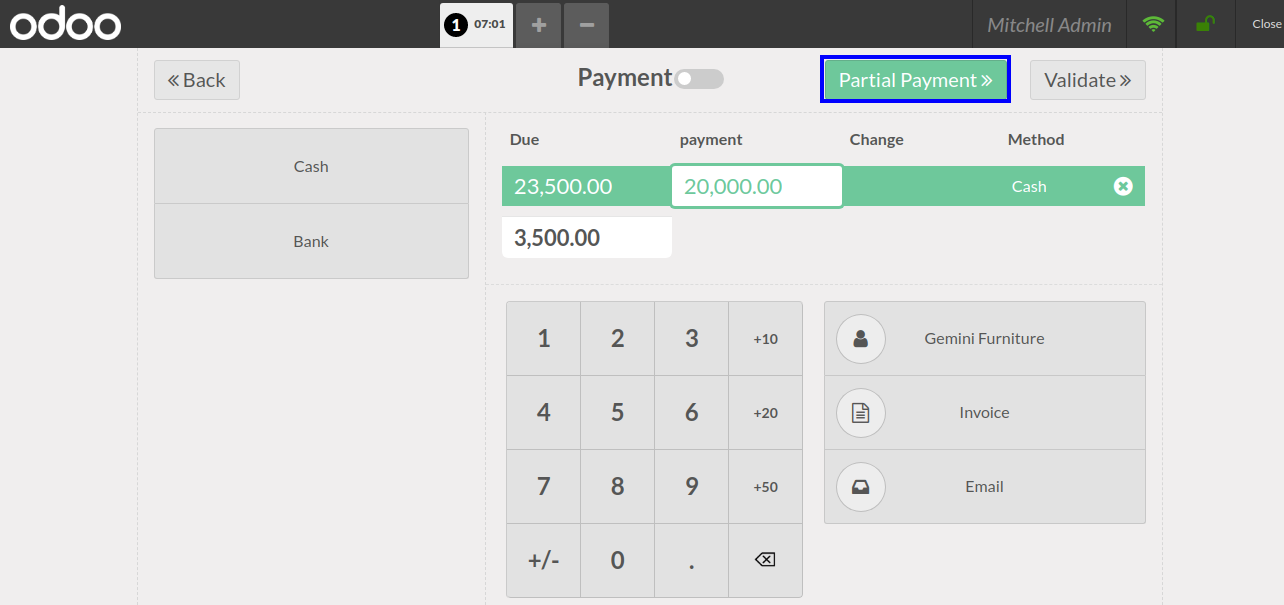 odoo
1 07:01 + −
Mitchell Admin
Close
« Back
Payment
Partial Payment »
Validate »
Cash
Bank
Due payment Change Method
23,500.00 20,000.00 Cash
3,500.00
1 2 3 +10
4 5 6 +20
7 8 9 +50
+/- 0 .
Gemini Furniture
Invoice
Email